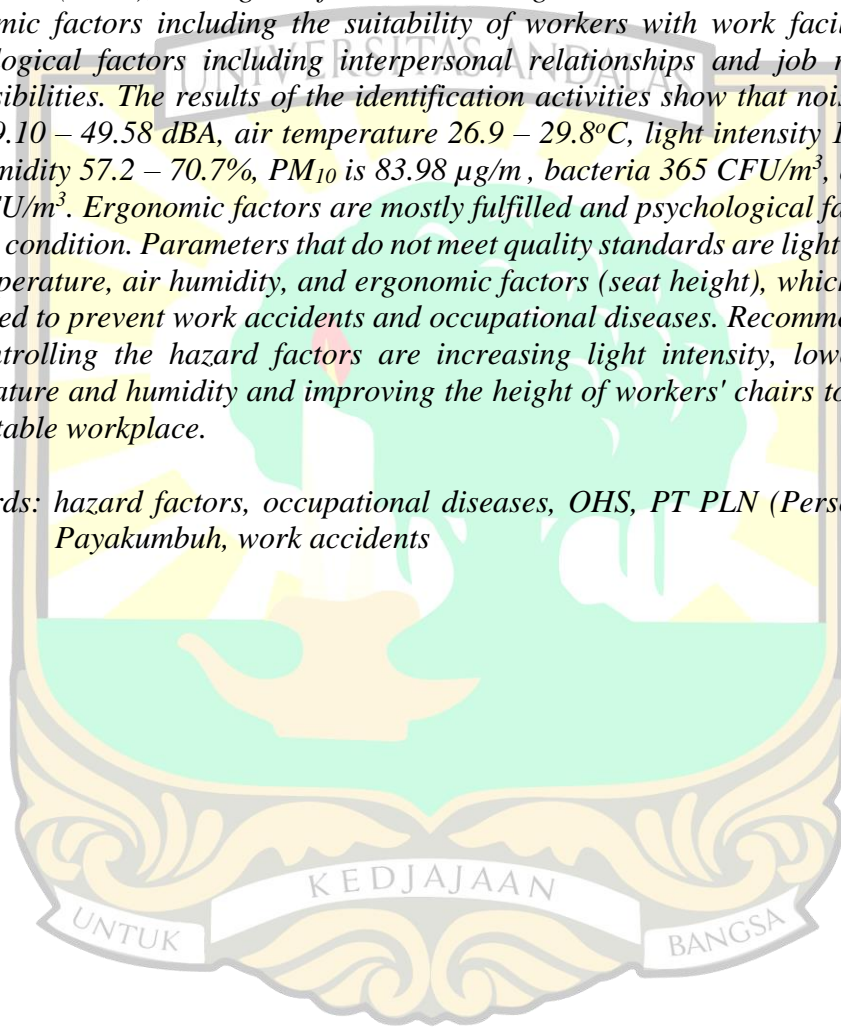 mic factors including the suitability of workers with work facil
logical factors including interpersonal relationships and job r
UNIVERSITAS ANDALAS
sibilities. The results of the identification activities show that nois
9.10 – 49.58 dBA, air temperature 26.9 – 29.8ºC, light intensity 1
midity 57.2 – 70.7%, PM₁₀ is 83.98 µg/m , bacteria 365 CFU/m³,
FU/m³. Ergonomic factors are mostly fulfilled and psychological fa
condition. Parameters that do not meet quality standards are light
perature, air humidity, and ergonomic factors (seat height), which
ed to prevent work accidents and occupational diseases. Recomme
ntrolling the hazard factors are increasing light intensity, low
ature and humidity and improving the height of workers' chairs to
table workplace.
rds: hazard factors, occupational diseases, OHS, PT PLN (Pers
Payakumbuh, work accidents
UNTUK KEDJAJAAN BANGSA